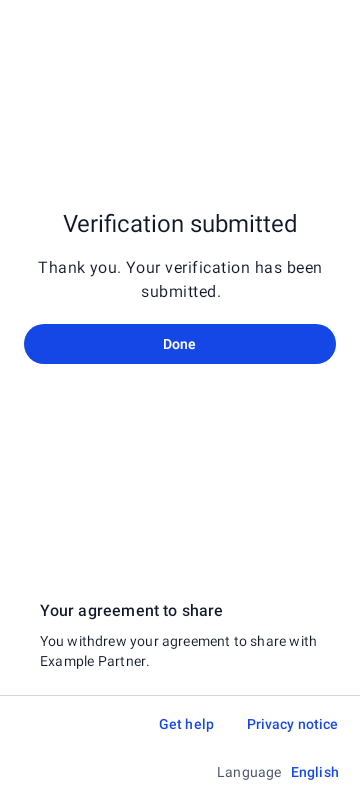 Verification submitted
Thank you. Your verification has been
submitted.
Done
Your agreement to share
You withdrew your agreement to share with
Example Partner.
Get help
Privacy notice
Language English